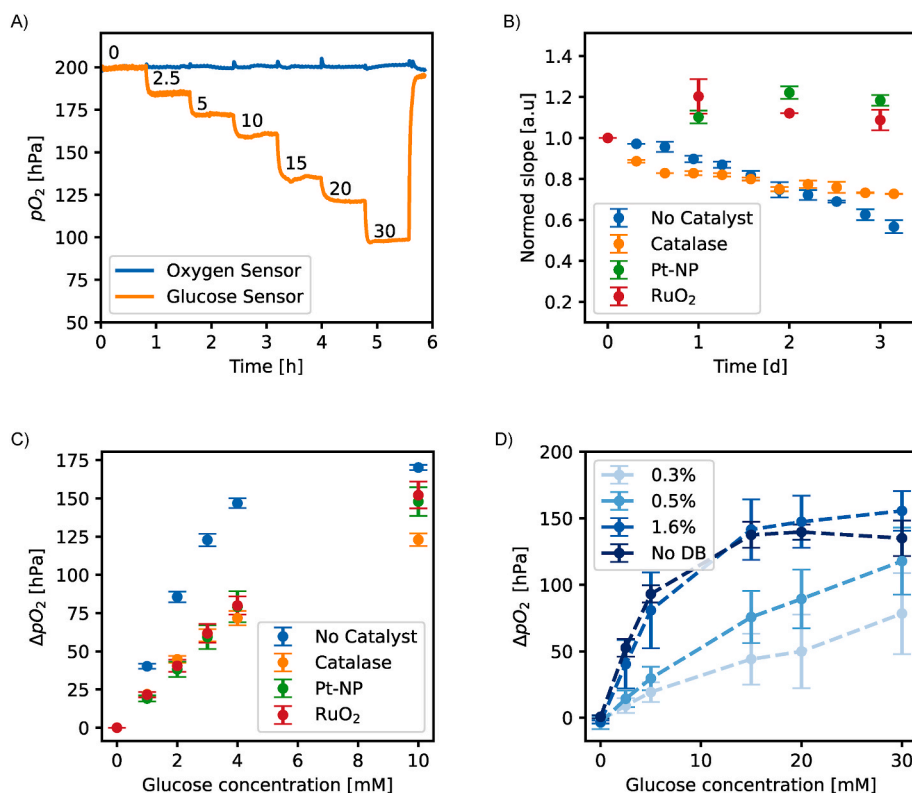 A)
0
2.5
5
10
15
20
30
200
175
150
125
100
75
50
pO2 [hPa]
Oxygen Sensor
Glucose Sensor
0 1 2 3 4 5 6
Time [h]
B)
1.4
1.2
1.0
0.8
0.6
0.4
0.2
Normed slope [a.u]
No Catalyst
Catalase
Pt-NP
RuO2
0 1 2 3
Time [d]
C)
175
150
125
100
75
50
25
0
ΔpO2 [hPa]
No Catalyst
Catalase
Pt-NP
RuO2
0 2 4 6 8 10
Glucose concentration [mM]
D)
200
150
100
50
0
ΔpO2 [hPa]
0.3%
0.5%
1.6%
No DB
0 10 20 30
Glucose concentration [mM]